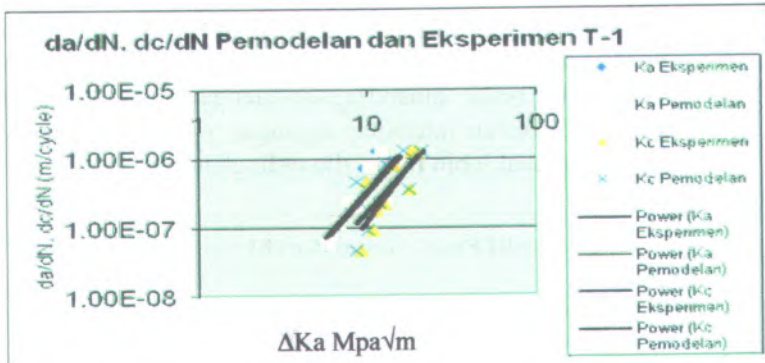 da/dN, dc/dN Pemodelan dan Eksperimen T-1
1.00E-05
1.00E-06
1.00E-07
1.00E-08
1
10
100
da/dN, dc/dN (m/cycle)
ΔKa Mpa√m
Ka Eksperimen
Ka Pemodelan
Kc Eksperimen
Kc Pemodelan
Power (Ka
Eksperimen)
Power (Ka
Pemodelan)
Power (Kc
Eksperimen)
Power (Kc
Pemodelan)